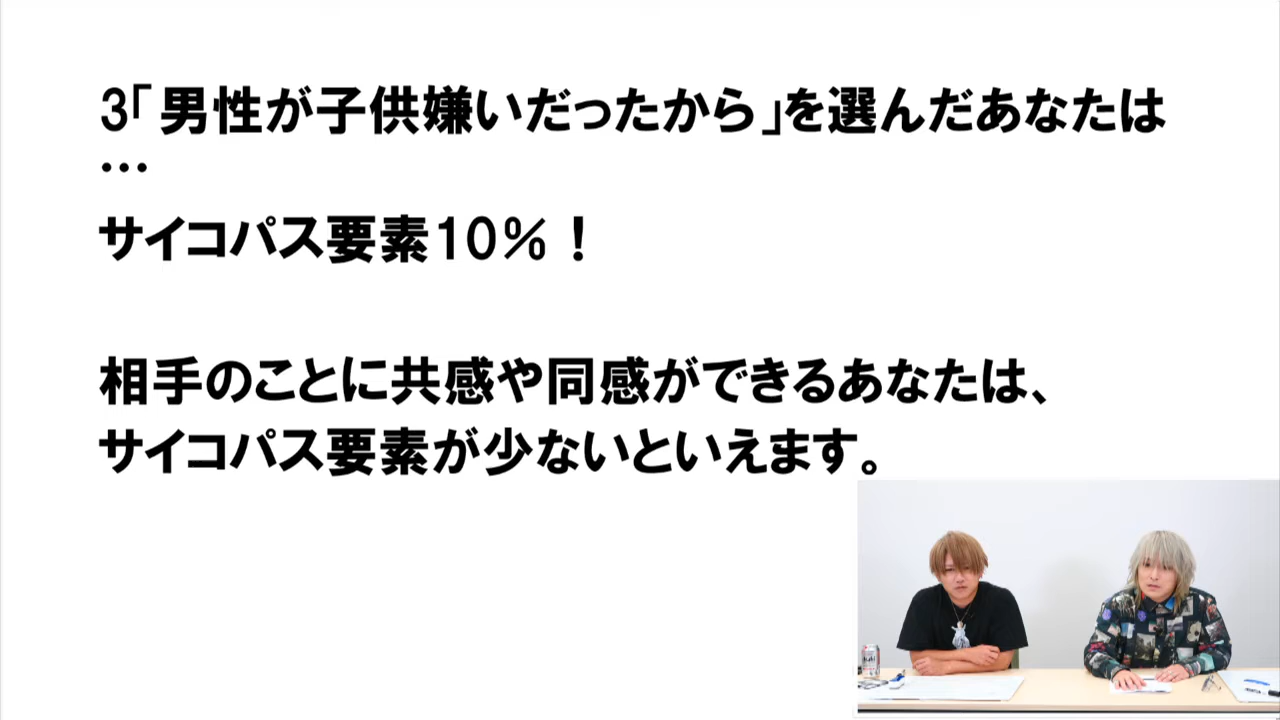 3「男性が子供嫌いだったから」を選んだあなたは
…
サイコパス要素10％！
相手のことに共感や同感ができるあなたは、
サイコパス要素が少ないといえます。